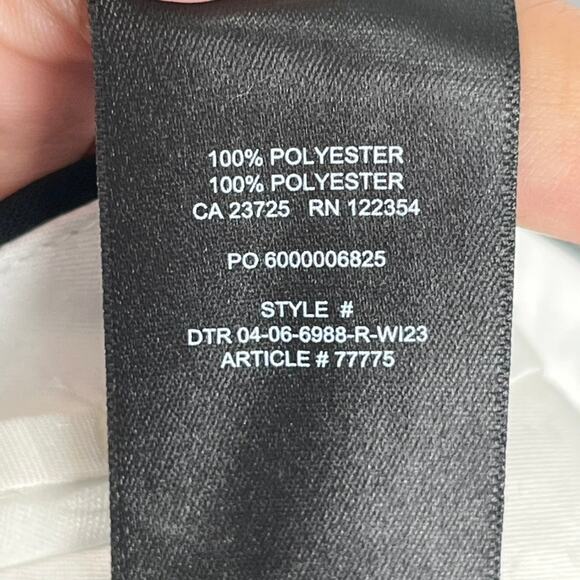 100% POLYESTER
100% POLYESTER
CA 23725 RN 122354
PO 6000006825
STYLE #
DTR 04-06-6988-R-WI23
ARTICLE # 77775